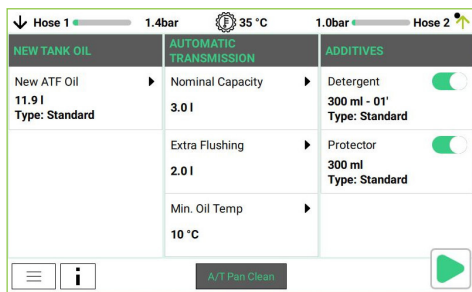 Hose 1 1.4bar 35 °C 1.0bar Hose 2
NEW TANK OIL
New ATF Oil
11.9 l
Type: Standard
AUTOMATIC
TRANSMISSION
Nominal Capacity
3.0 l
Extra Flushing
2.0 l
Min. Oil Temp
10 °C
ADDITIVES
Detergent
300 ml - 01'
Type: Standard
Protector
300 ml
Type: Standard
i
A/T Pan Clean